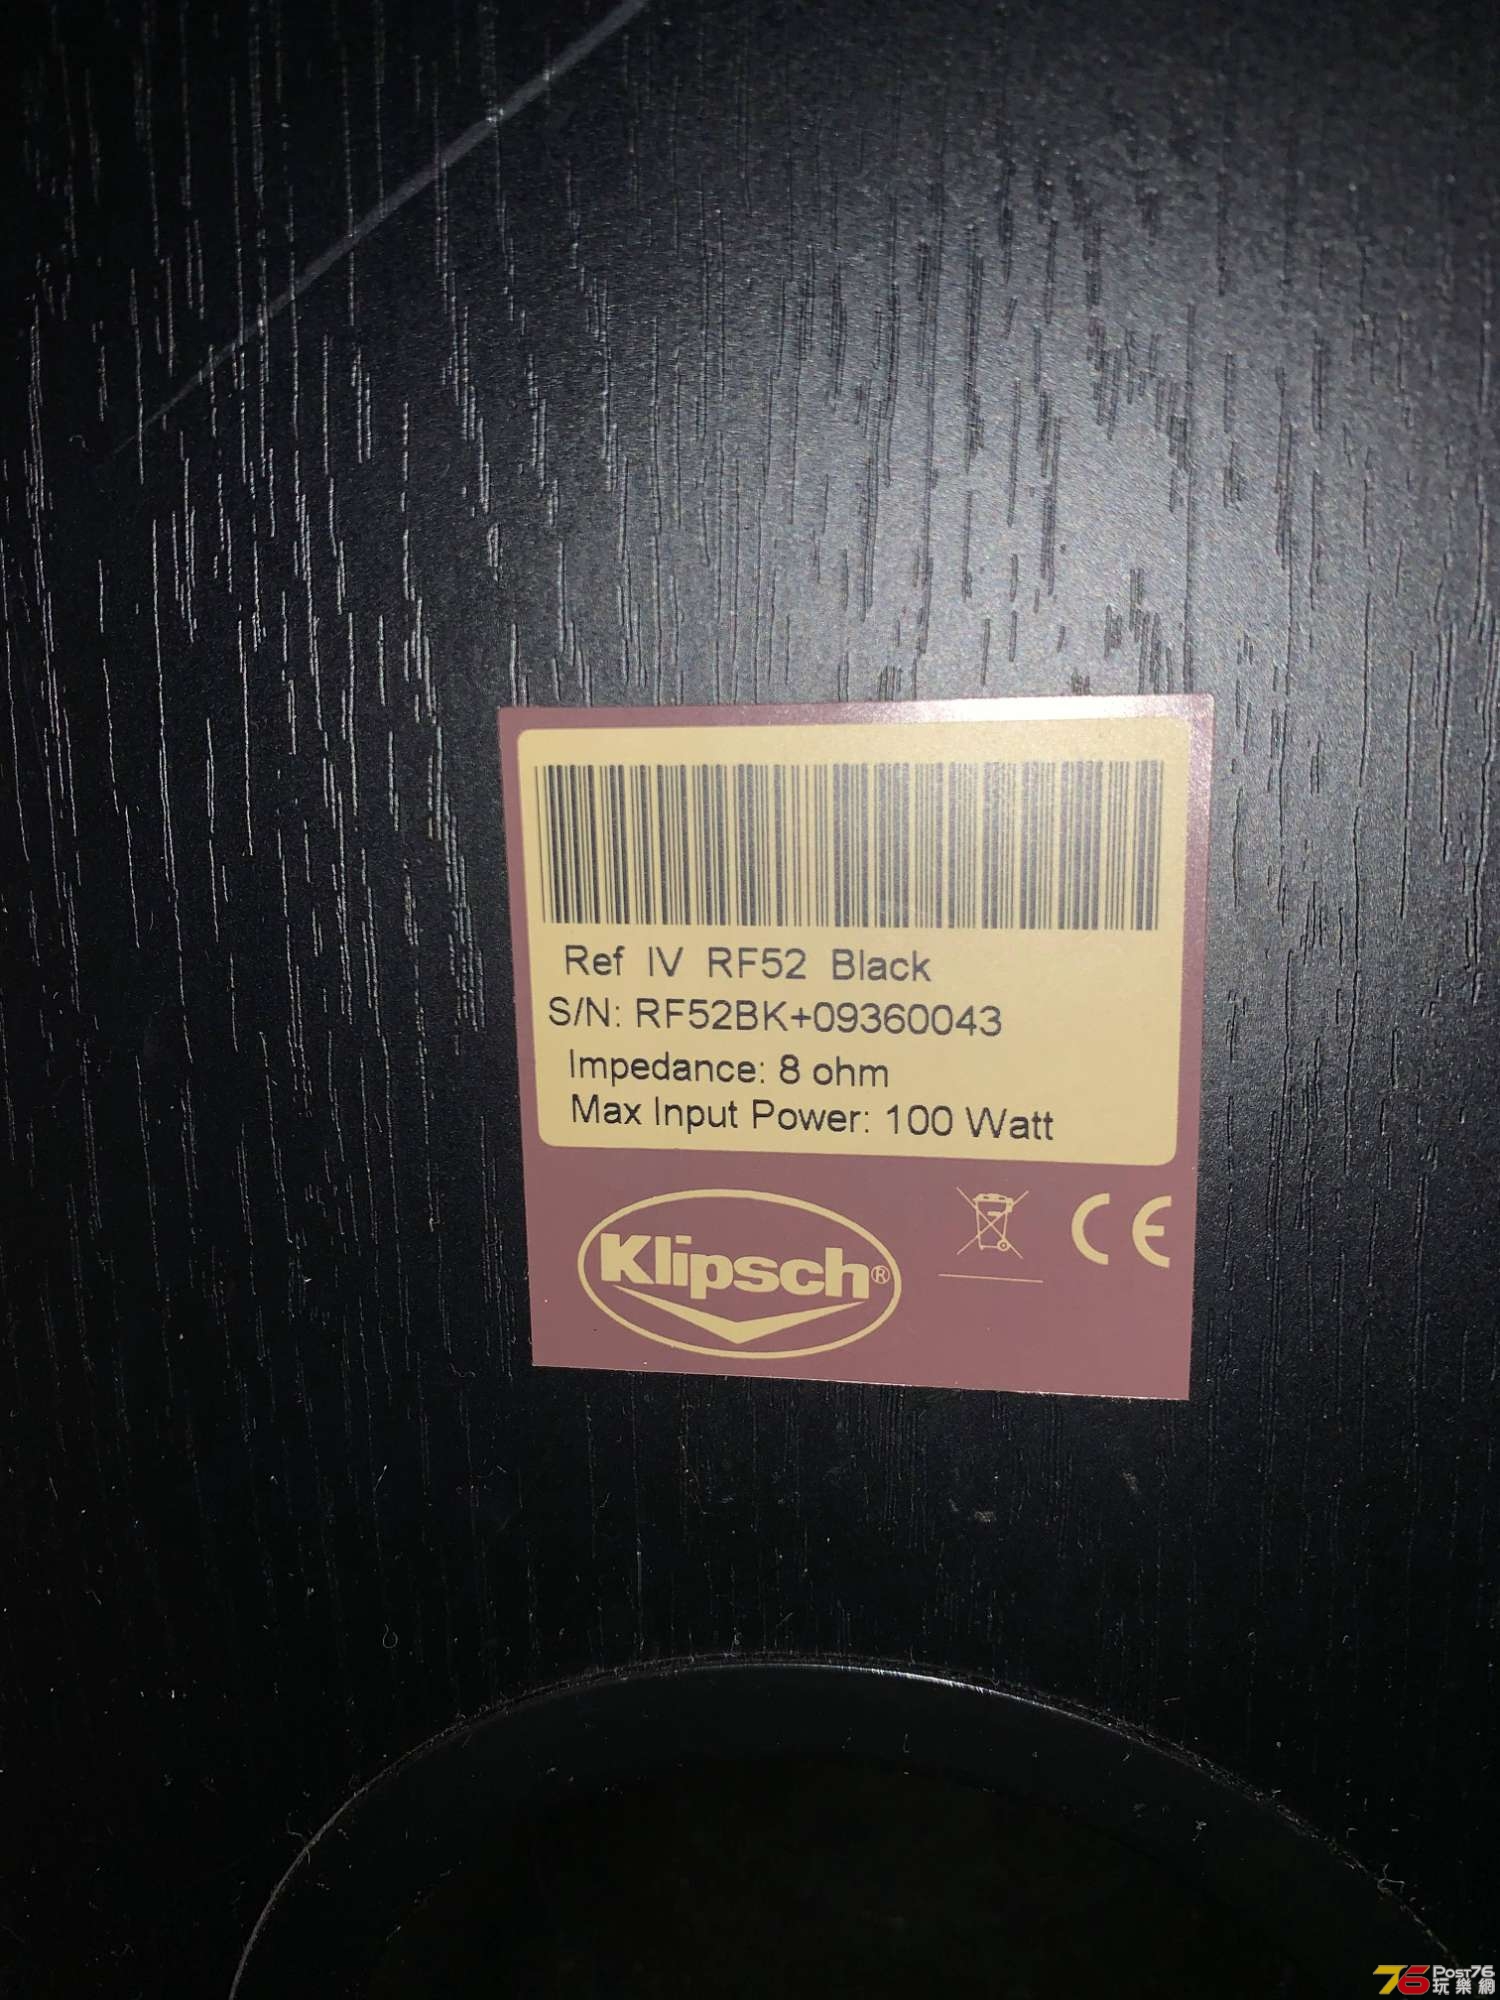 Ref IV RF52 Black
S/N: RF52BK+09360043
Impedance: 8 ohm
Max Input Power: 100 Watt
Klipsch®
CE
76 POST76
玩樂網